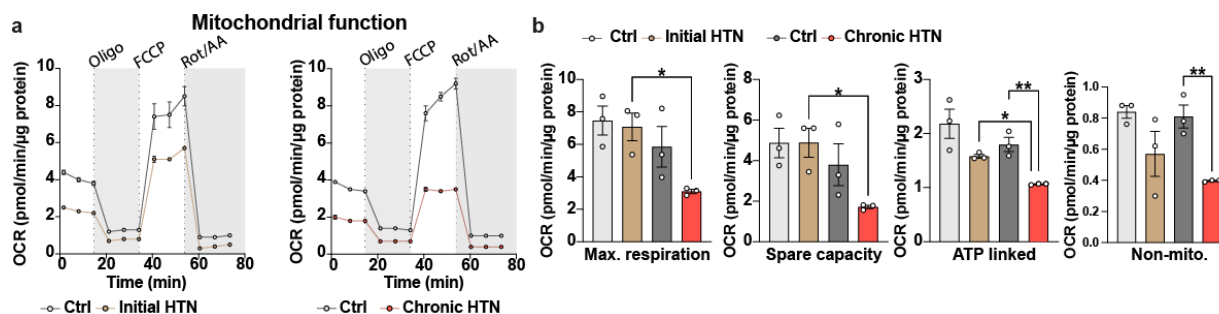 a
Mitochondrial function
Oligo
FCCP
Rot/AA
OCR (pmol/min/µg protein)
10
8
6
4
2
0
0 20 40 60 80
Time (min)
Ctrl Initial HTN
Oligo
FCCP
Rot/AA
OCR (pmol/min/µg protein)
10
8
6
4
2
0
0 20 40 60 80
Time (min)
Ctrl Chronic HTN
b
Ctrl Initial HTN Ctrl Chronic HTN
OCR (pmol/min/µg protein)
10
8
6
4
2
0
*
Max. respiration
OCR (pmol/min/µg protein)
8
6
4
2
0
*
Spare capacity
OCR (pmol/min/µg protein)
3
2
1
0
**
*
ATP linked
OCR (pmol/min/µg protein)
1.0
0.8
0.6
0.4
0.2
0.0
**
Non-mito.